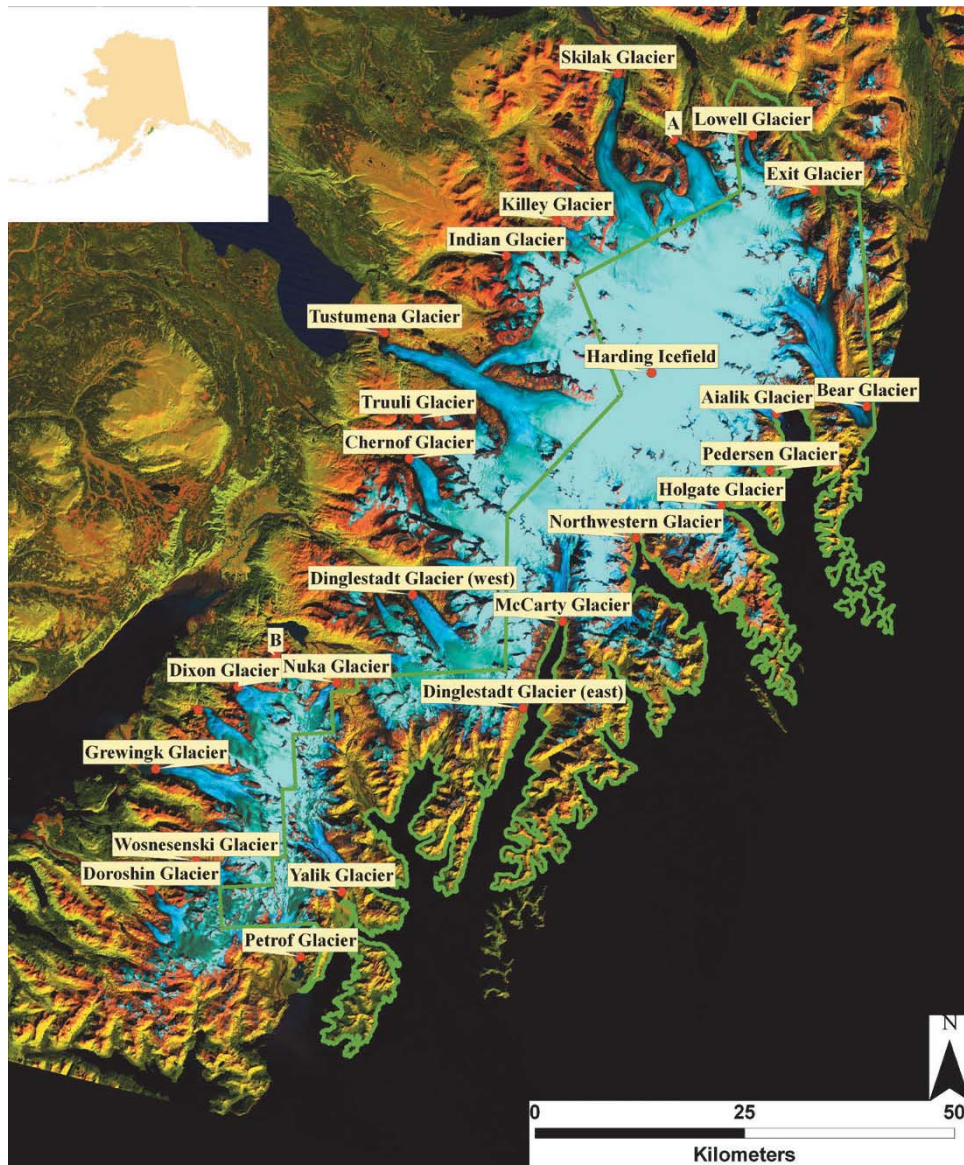 Skilak Glacier
A
Lowell Glacier
Exit Glacier
Killey Glacier
Indian Glacier
Tustumena Glacier
Harding Icefield
Truuli Glacier
Aialik Glacier
Bear Glacier
Chernof Glacier
Pedersen Glacier
Holgate Glacier
Northwestern Glacier
Dinglestadt Glacier (west)
McCarty Glacier
B
Dixon Glacier
Nuka Glacier
Dinglestadt Glacier (east)
Grewingk Glacier
Wosnesenski Glacier
Doroshin Glacier
Yalik Glacier
Petrof Glacier
N
0 25 50
Kilometers